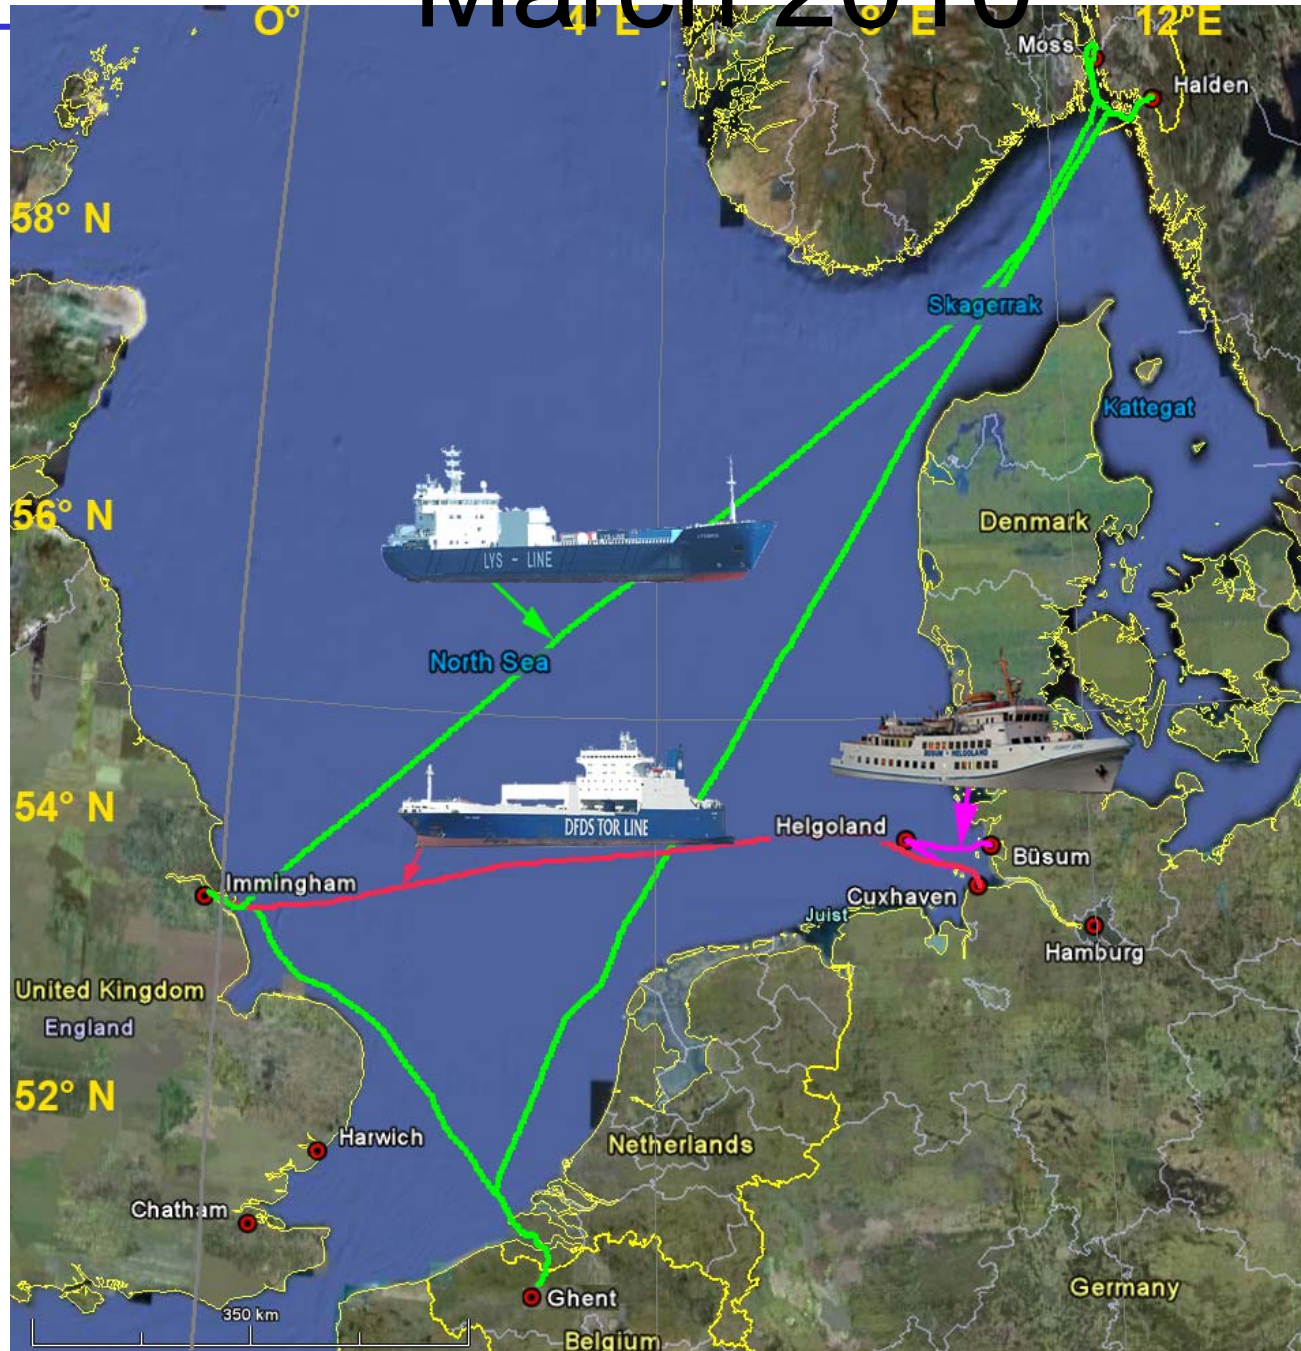 March 2010
0°
4° E
8° E
12°E
Moss
Halden
58° N
Skagerrak
Kattegat
56° N
Denmark
LYS - LINE
North Sea
BÜSUM - HELGOLAND
54° N
DFDS TOR LINE
Helgoland
Büsum
Immingham
Cuxhaven
Juist
Hamburg
United Kingdom
England
52° N
Harwich
Netherlands
Chatham
Germany
Ghent
350 km
Belgium